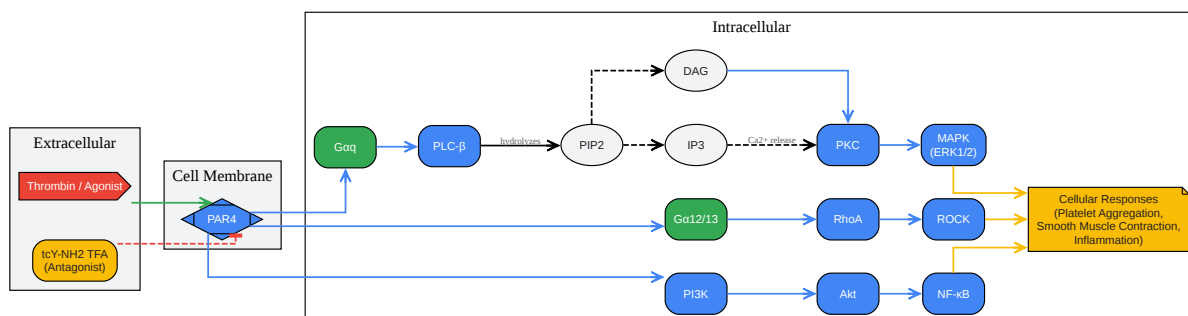 Intracellular
DAG
Extracellular
Gαq
PLC-β
hydrolyzes
PIP2
IP3
Ca2+ release
PKC
MAPK
(ERK1/2)
Cell Membrane
Thrombin / Agonist
PAR4
Gα12/13
RhoA
ROCK
Cellular Responses
(Platelet Aggregation,
Smooth Muscle Contraction,
Inflammation)
tcY-NH2 TFA
(Antagonist)
PI3K
Akt
NF-κB